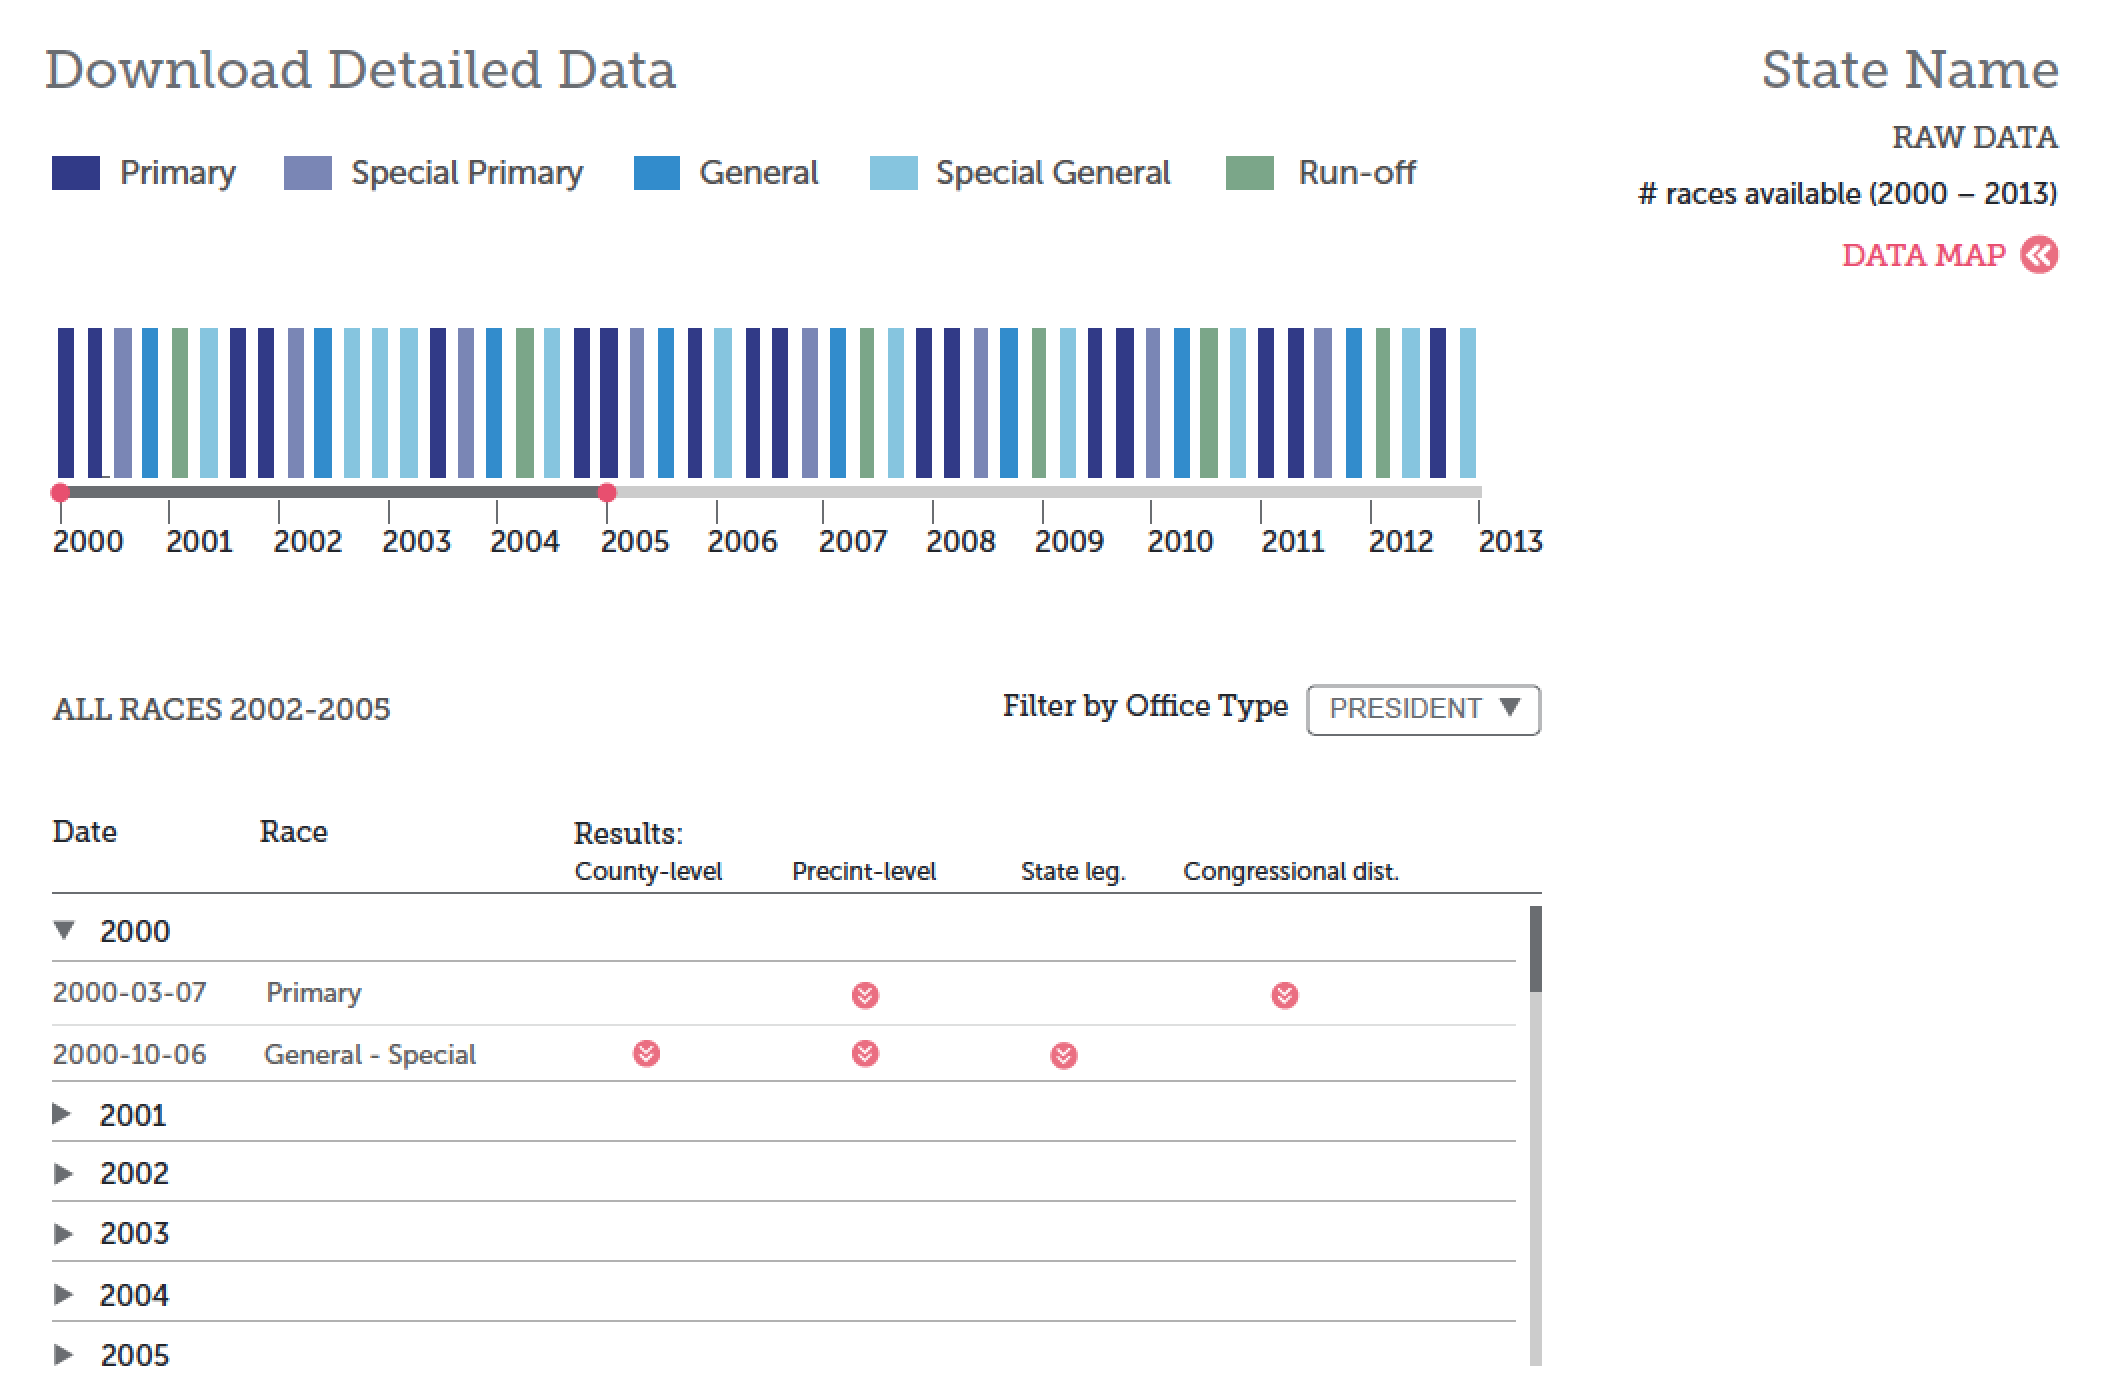 Download Detailed Data
State Name
RAW DATA
# races available (2000 – 2013)
DATA MAP
Primary Special Primary General Special General Run-off
2000 2001 2002 2003 2004 2005 2006 2007 2008 2009 2010 2011 2012 2013
ALL RACES 2002-2005
Filter by Office Type PRESIDENT
Date Race Results:
County-level Precint-level State leg. Congressional dist.
2000
2000-03-07 Primary
2000-10-06 General - Special
2001
2002
2003
2004
2005